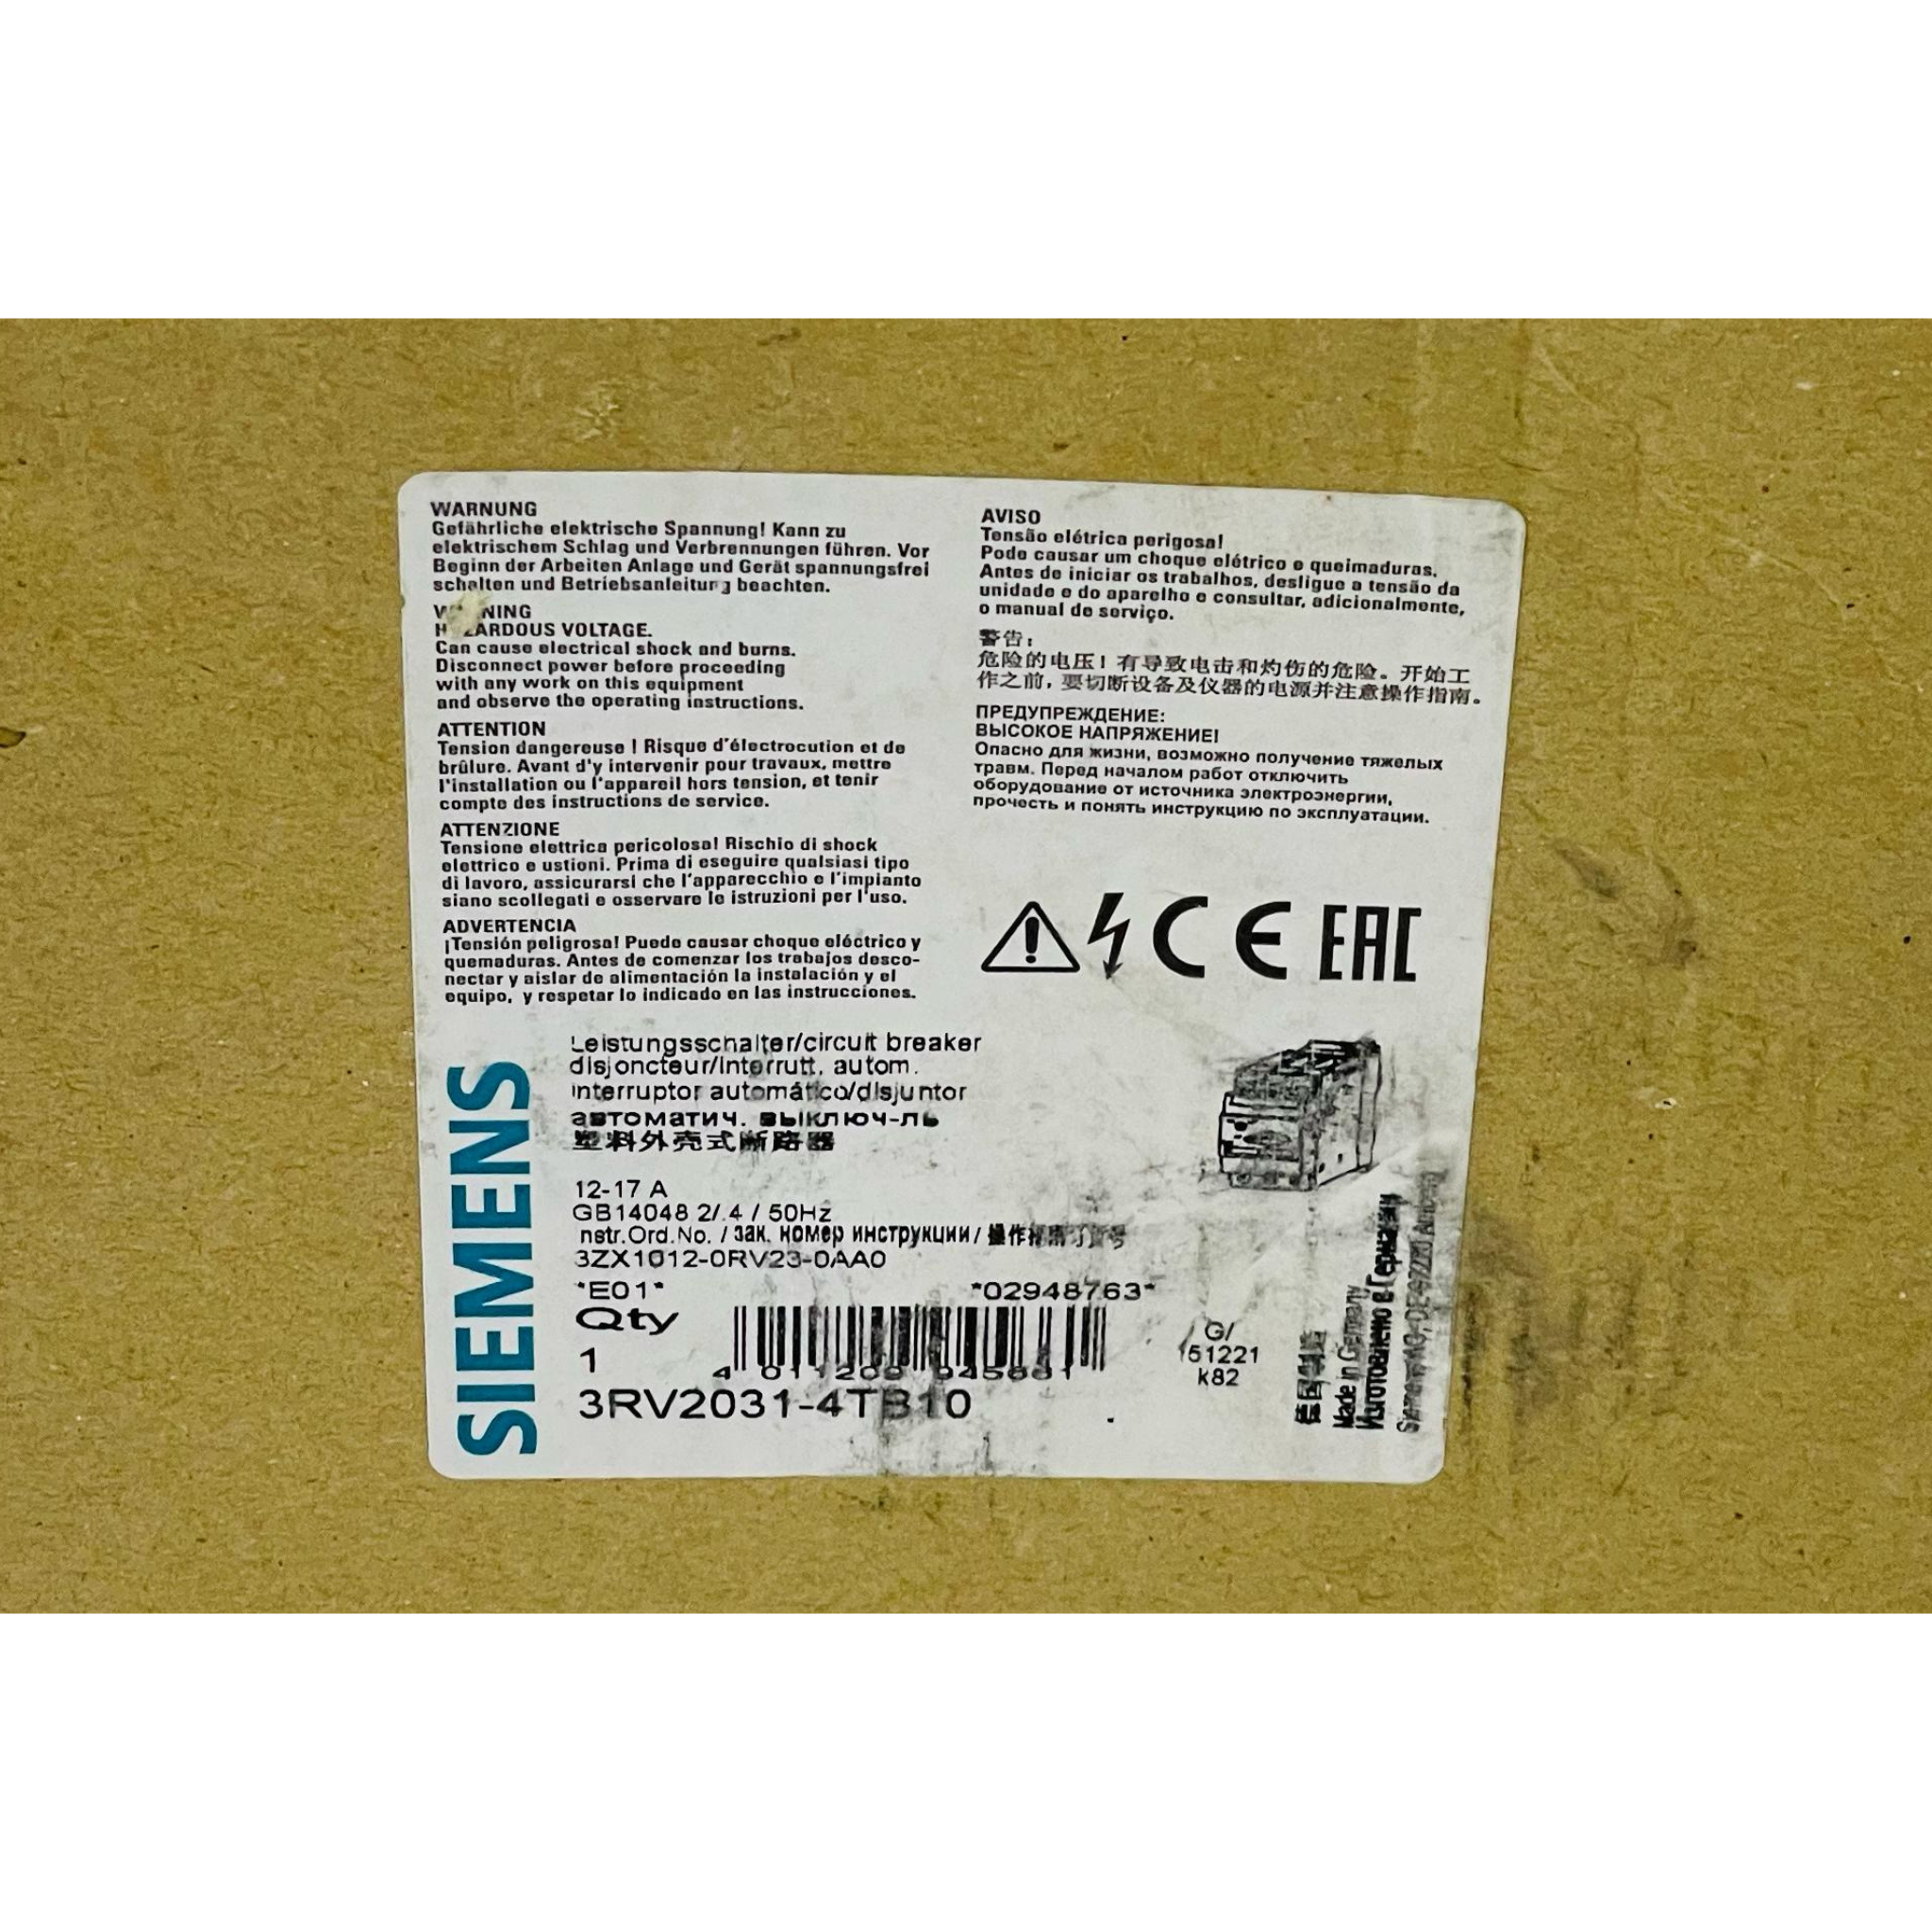 WARNUNG
Gefährliche elektrische Spannung! Kann zu
elektrischem Schlag und Verbrennungen führen. Vor
Beginn der Arbeiten Anlage und Gerät spannungsfrei
schalten und Betriebsanleitung beachten.
HAZARDOUS VOLTAGE.
Can cause electrical shock and burns.
Disconnect power before proceeding
with any work on this equipment
and observe the operating instructions.
ATTENTION
Tension dangereuse ! Risque d'électrocution et de
brûlure. Avant d'y intervenir pour travaux, mettre
l'installation ou l'appareil hors tension, et tenir
compte des instructions de service.
ATTENZIONE
Tensione elettrica pericolosa! Rischio di shock
elettrico e ustioni. Prima di eseguire qualsiasi tipo
di lavoro, assicurarsi che l'apparecchio e l'impianto
siano scollegati e osservare le istruzioni per l'uso.
ADVERTENCIA
¡Tensión peligrosa! Puede causar choque eléctrico y
quemaduras. Antes de comenzar los trabajos desco-
nectar y aislar de alimentación la instalación y el
equipo, y respetar lo indicado en las instrucciones.
AVISO
Tensão elétrica perigosa!
Pode causar um choque elétrico e queimaduras.
Antes de iniciar os trabalhos, desligue a tensão da
unidade e do aparelho e consultar, adicionalmente,
o manual de serviço.
警告：
危险的电压！有导致电击和灼伤的危险。开始工
作之前，要切断设备及仪器的电源并注意操作指南。
ПРЕДУПРЕЖДЕНИЕ:
ВЫСОКОЕ НАПРЯЖЕНИЕ!
Опасно для жизни, возможно получение тяжелых
травм. Перед началом работ отключить
оборудование от источника электроэнергии,
прочесть и понять инструкцию по эксплуатации.
CE EAC
SIEMENS
Leistungsschalter/circuit breaker
disjoncteur/Interrutt. autom.
interruptor automático/disjuntor
автоматич. выключ-ль
塑料外壳式断路器
12-17 A
GB14048 2/.4 / 50Hz
nstr.Ord.No. / зак. номер инструкции /
3ZX1012-0RV23-0AA0
*E01* *02948763*
Qty
1
3RV2031-4TB10
G/
151221
k82
Made in Germany
Изготовлено в Германии